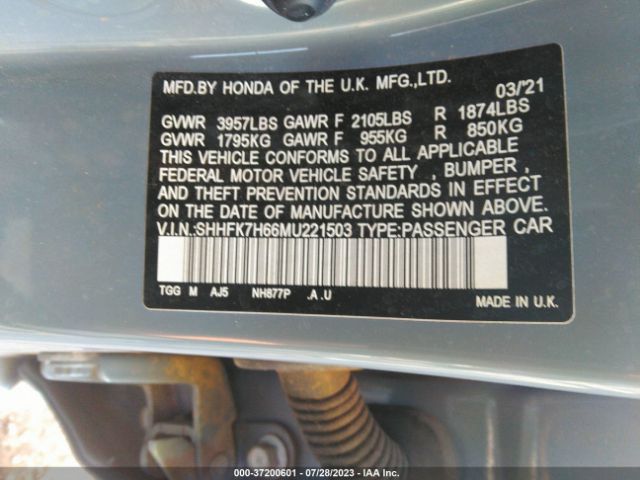 MFD.BY HONDA OF THE U.K. MFG.,LTD. 03/'21
GVWR 3957LBS GAWR F 2105LBS R 1874LBS
GVWR 1795KG GAWR F 955KG R 850KG
THIS VEHICLE CONFORMS TO ALL APPLICABLE
FEDERAL MOTOR VEHICLE SAFETY , BUMPER ,
AND THEFT PREVENTION STANDARDS IN EFFECT
ON THE DATE OF MANUFACTURE SHOWN ABOVE.
V.I.N.:SHHFK7H66MU221503 TYPE:PASSENGER CAR
TGG M AJ5 NH877P .A .U
MADE IN U.K.
000-37200601 / 07/28/2023 / IAA Inc.